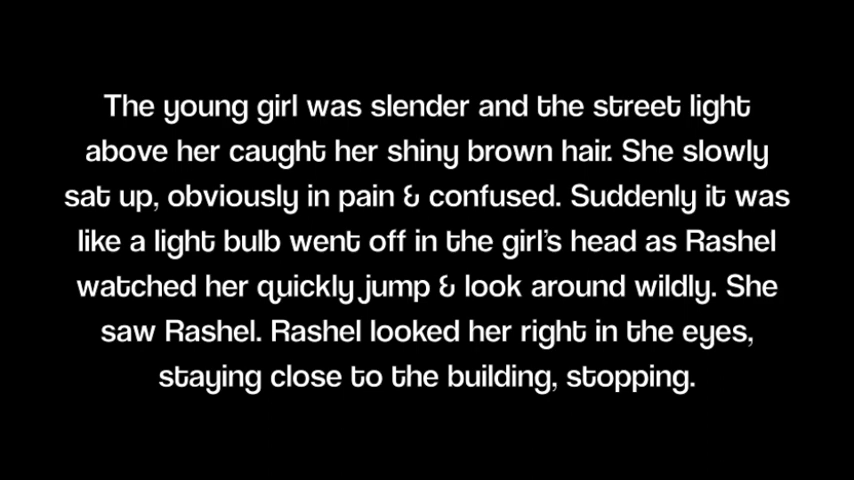 The young girl was slender and the street light
above her caught her shiny brown hair. She slowly
sat up, obviously in pain & confused. Suddenly it was
like a light bulb went off in the girl's head as Rashel
watched her quickly jump & look around wildly. She
saw Rashel. Rashel looked her right in the eyes,
staying close to the building, stopping.